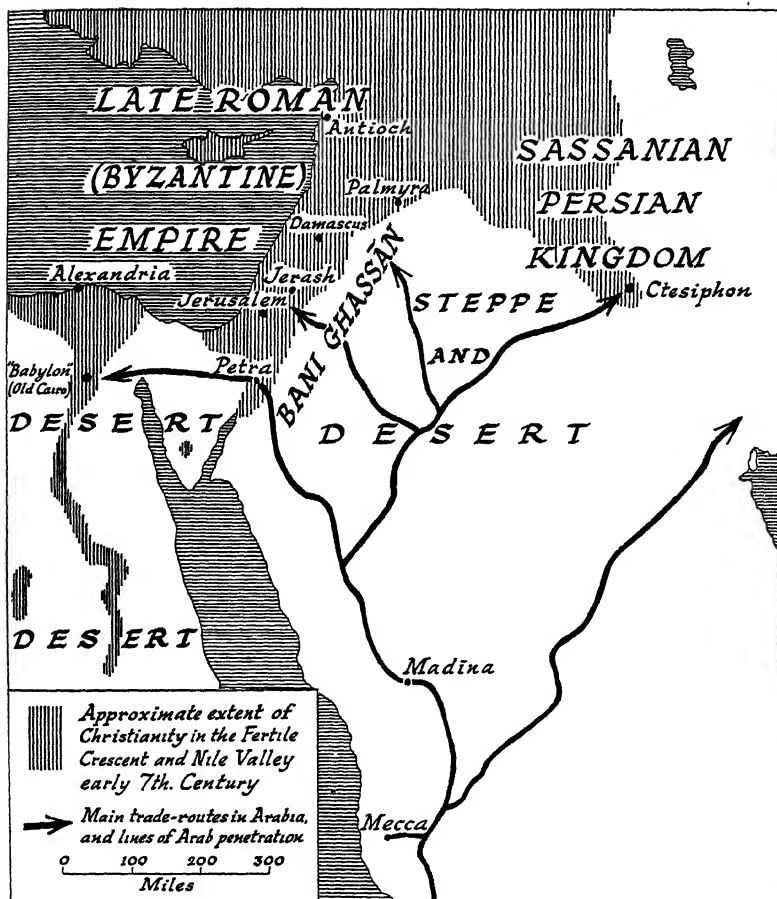 LATE ROMAN
Antioch
(BYZANTINE)
SASSANIAN
Palmyra
PERSIAN
Damascus
EMPIRE
KINGDOM
Alexandria
Jerash
Jerusalem
BANI GHASSĀN
STEPPE
Ctesiphon
AND
"Babylon"
(Old Cairo)
Petra
DESERT
DESERT
DESERT
Madīna
Approximate extent of
Christianity in the Fertile
Crescent and Nile Valley
early 7th. Century
Main trade-routes in Arabia,
and lines of Arab penetration
Mecca
0 100 200 300
Miles